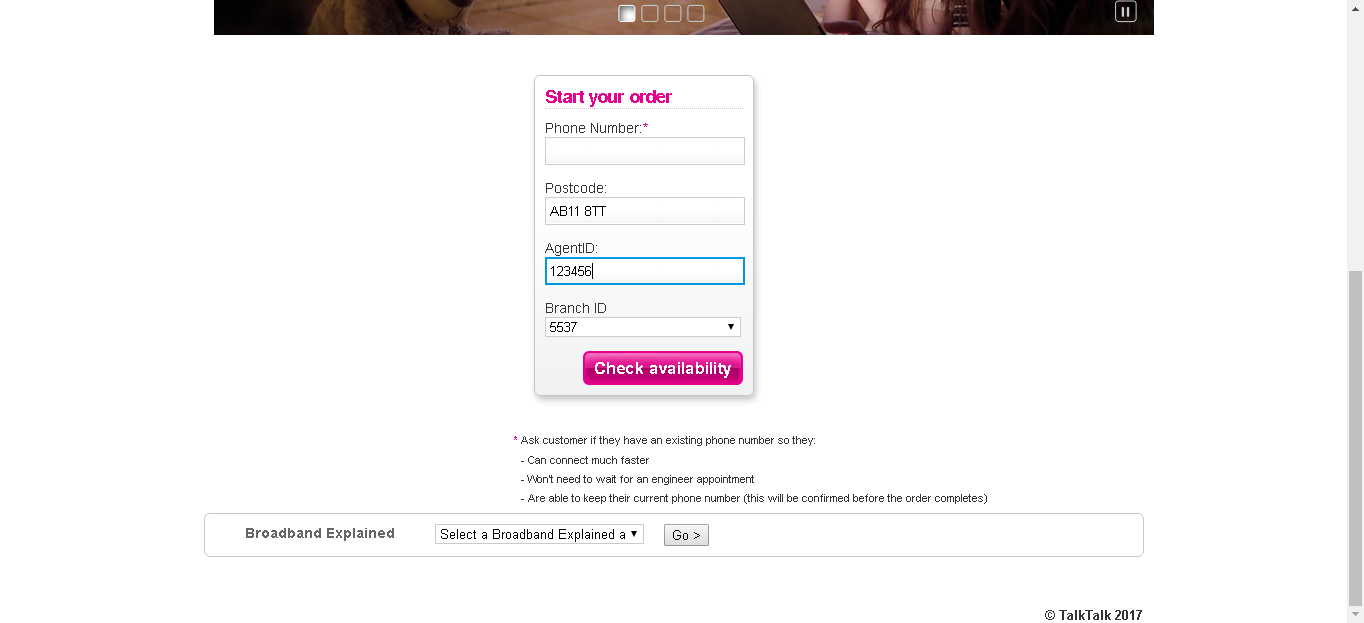 Start your order
Phone Number:*
Postcode:
AB11 8TT
AgentID:
123456
Branch ID
5537
Check availability
* Ask customer if they have an existing phone number so they:
- Can connect much faster
- Won't need to wait for an engineer appointment
- Are able to keep their current phone number (this will be confirmed before the order completes)
Broadband Explained Select a Broadband Explained a Go >
© TalkTalk 2017